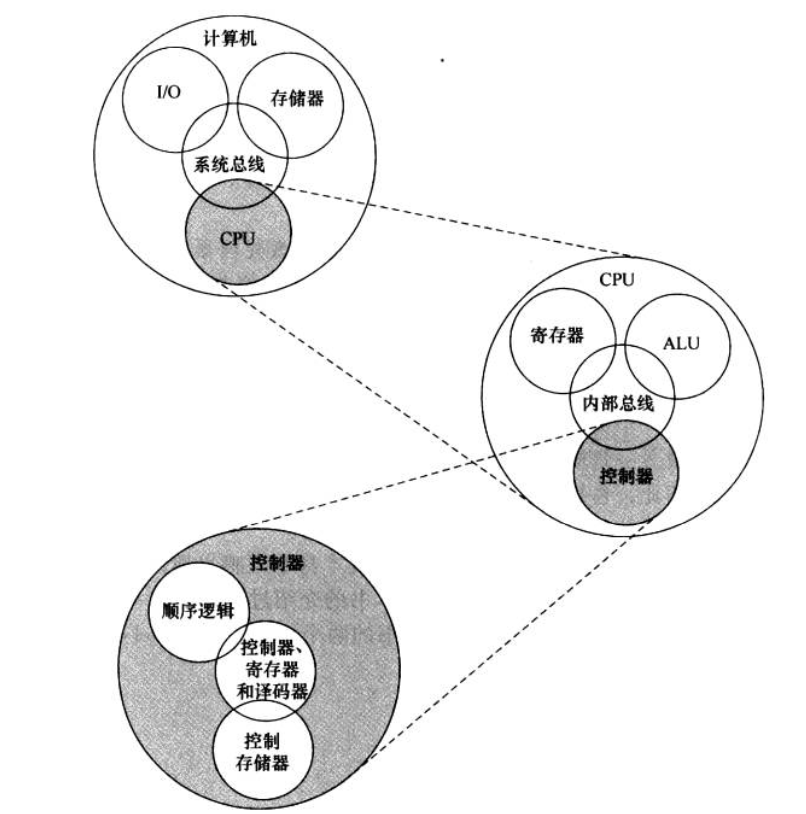 计算机
I/O
存储器
系统总线
CPU
CPU
寄存器
ALU
内部总线
控制器
控制器
顺序逻辑
控制器、
寄存器
和译码器
控制
存储器